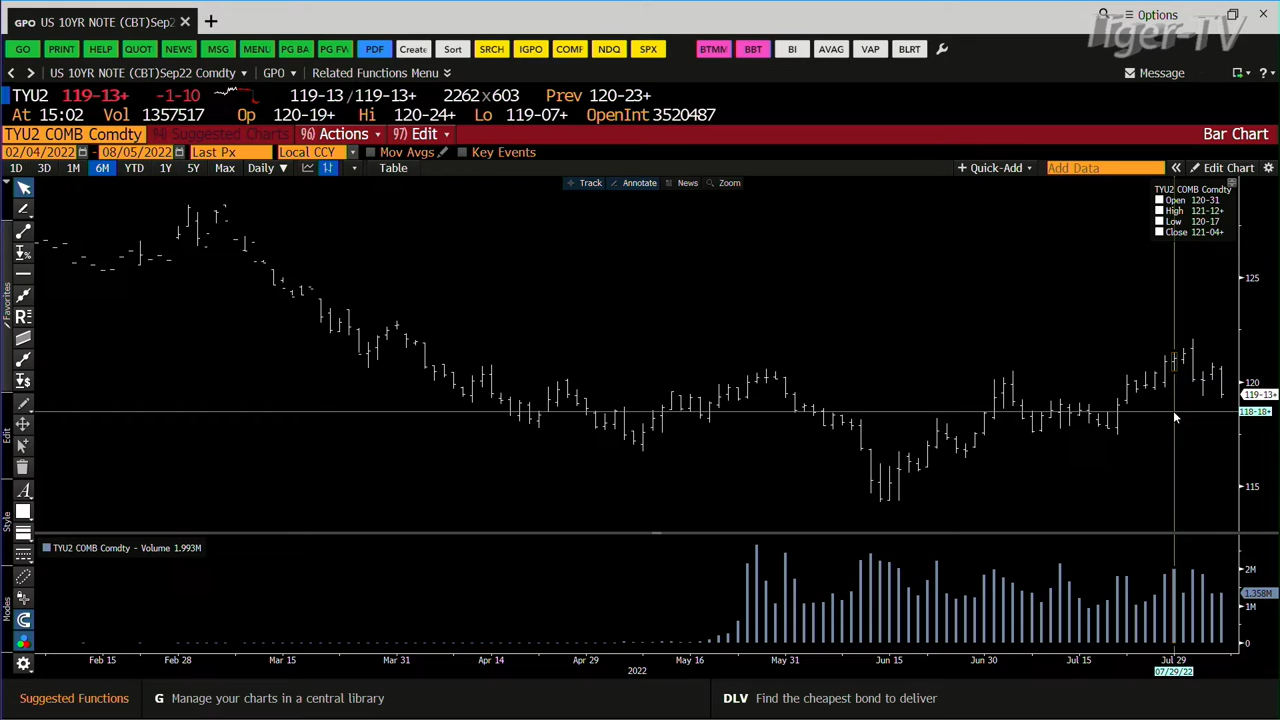 GPO US 10YR NOTE (CBT)Sep2
Options
Tiger-TV
GO PRINT HELP QUOT NEWS MSG MENU PG BA PG FW PDF Create Sort SRCH IGPO COMF NDQ SPX BTMM BBT BI AVAG VAP BLRT
US 10YR NOTE (CBT)Sep22 Comdty GPO Related Functions Menu Message ?
TYU2 119-13+ -1-10 119-13 /119-13+ 2262x603 Prev 120-23+
At 15:02 Vol 1357517 Op 120-19+ Hi 120-24+ Lo 119-07+ OpenInt 3520487
TYU2 COMB Comdty 94) Suggested Charts 96) Actions 97) Edit Bar Chart
02/04/2022 - 08/05/2022 Last Px Local CCY Mov Avgs Key Events
1D 3D 1M 6M YTD 1Y 5Y Max Daily Table + Quick-Add Add Data « Edit Chart
Track Annotate News Zoom
TYU2 COMB Comdty
Open 120-31
High 121-12+
Low 120-17
Close 121-04+
Favorites
Edit
Style
Modes
125
120
119-13+
118-18+
115
TYU2 COMB Comdty - Volume 1.993M
2M
1.358M
1M
0
Feb 15 Feb 28 Mar 15 Mar 31 Apr 14 Apr 29 May 16 May 31 Jun 15 Jun 30 Jul 15 Jul 29
2022
07/29/22
Suggested Functions G Manage your charts in a central library DLV Find the cheapest bond to deliver